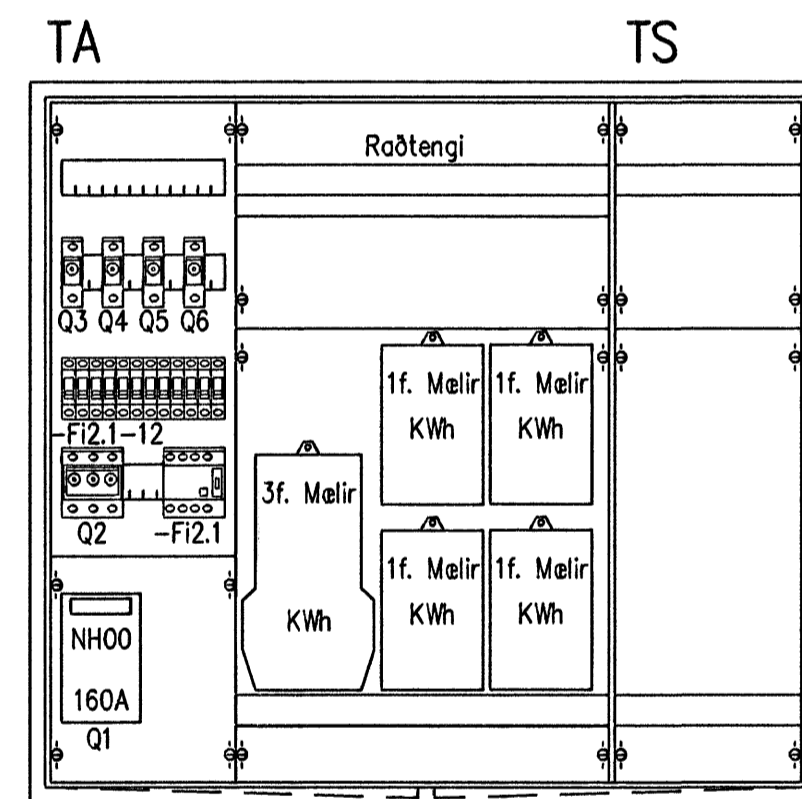 TA TS
Raðtengi
Q3 Q4 Q5 Q6
-Fi2.1-12
Q2 -Fi2.1
NH00
160A
Q1
3f. Mælir
KWh
1f. Mælir
KWh
1f. Mælir
KWh
1f. Mælir
KWh
1f. Mælir
KWh